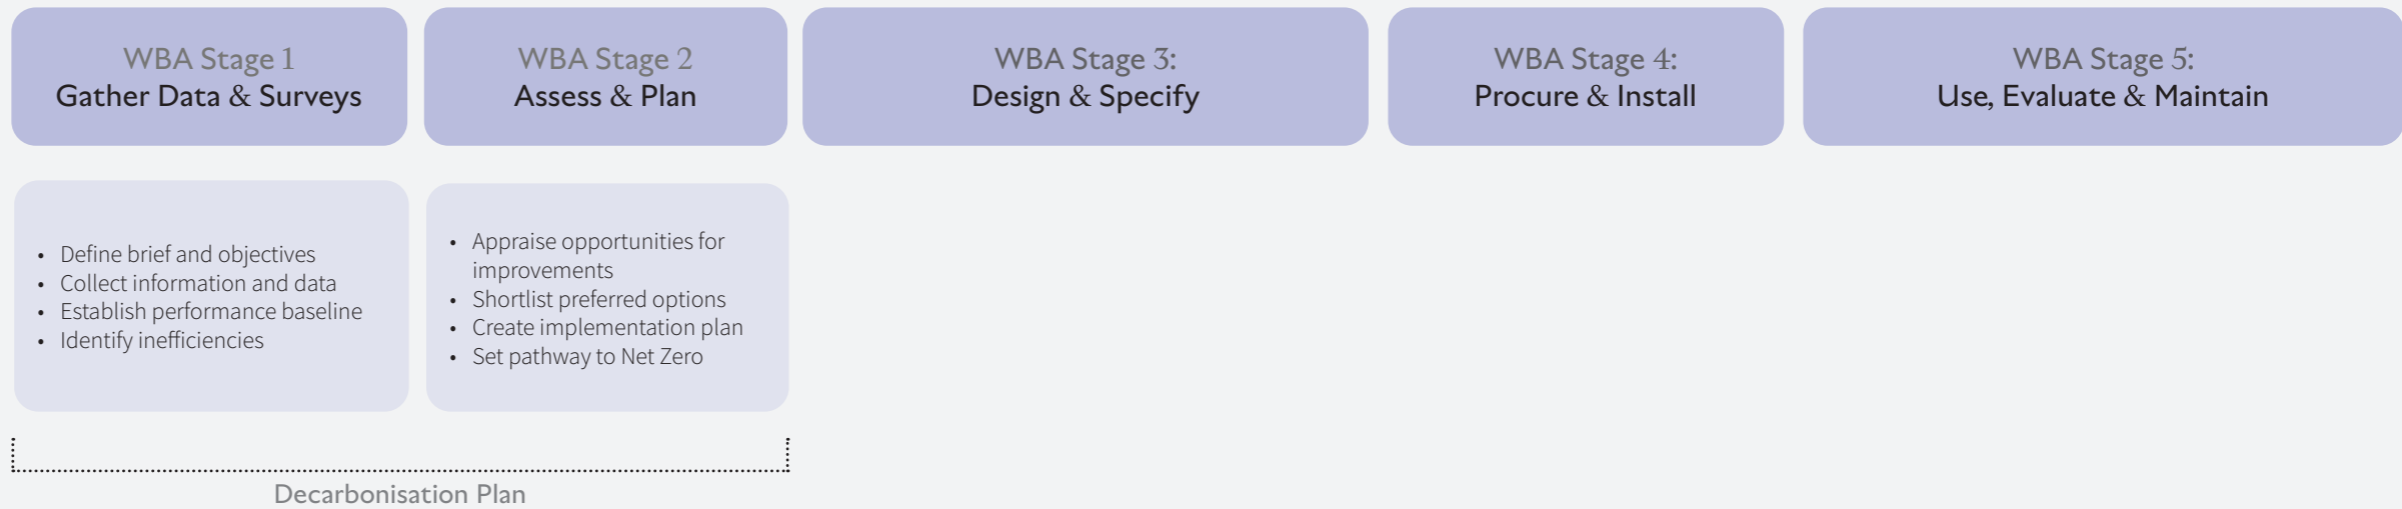 WBA Stage 1
Gather Data & Surveys
WBA Stage 2
Assess & Plan
WBA Stage 3:
Design & Specify
WBA Stage 4:
Procure & Install
WBA Stage 5:
Use, Evaluate & Maintain
• Define brief and objectives
• Collect information and data
• Establish performance baseline
• Identify inefficiencies
• Appraise opportunities for
improvements
• Shortlist preferred options
• Create implementation plan
• Set pathway to Net Zero
Decarbonisation Plan